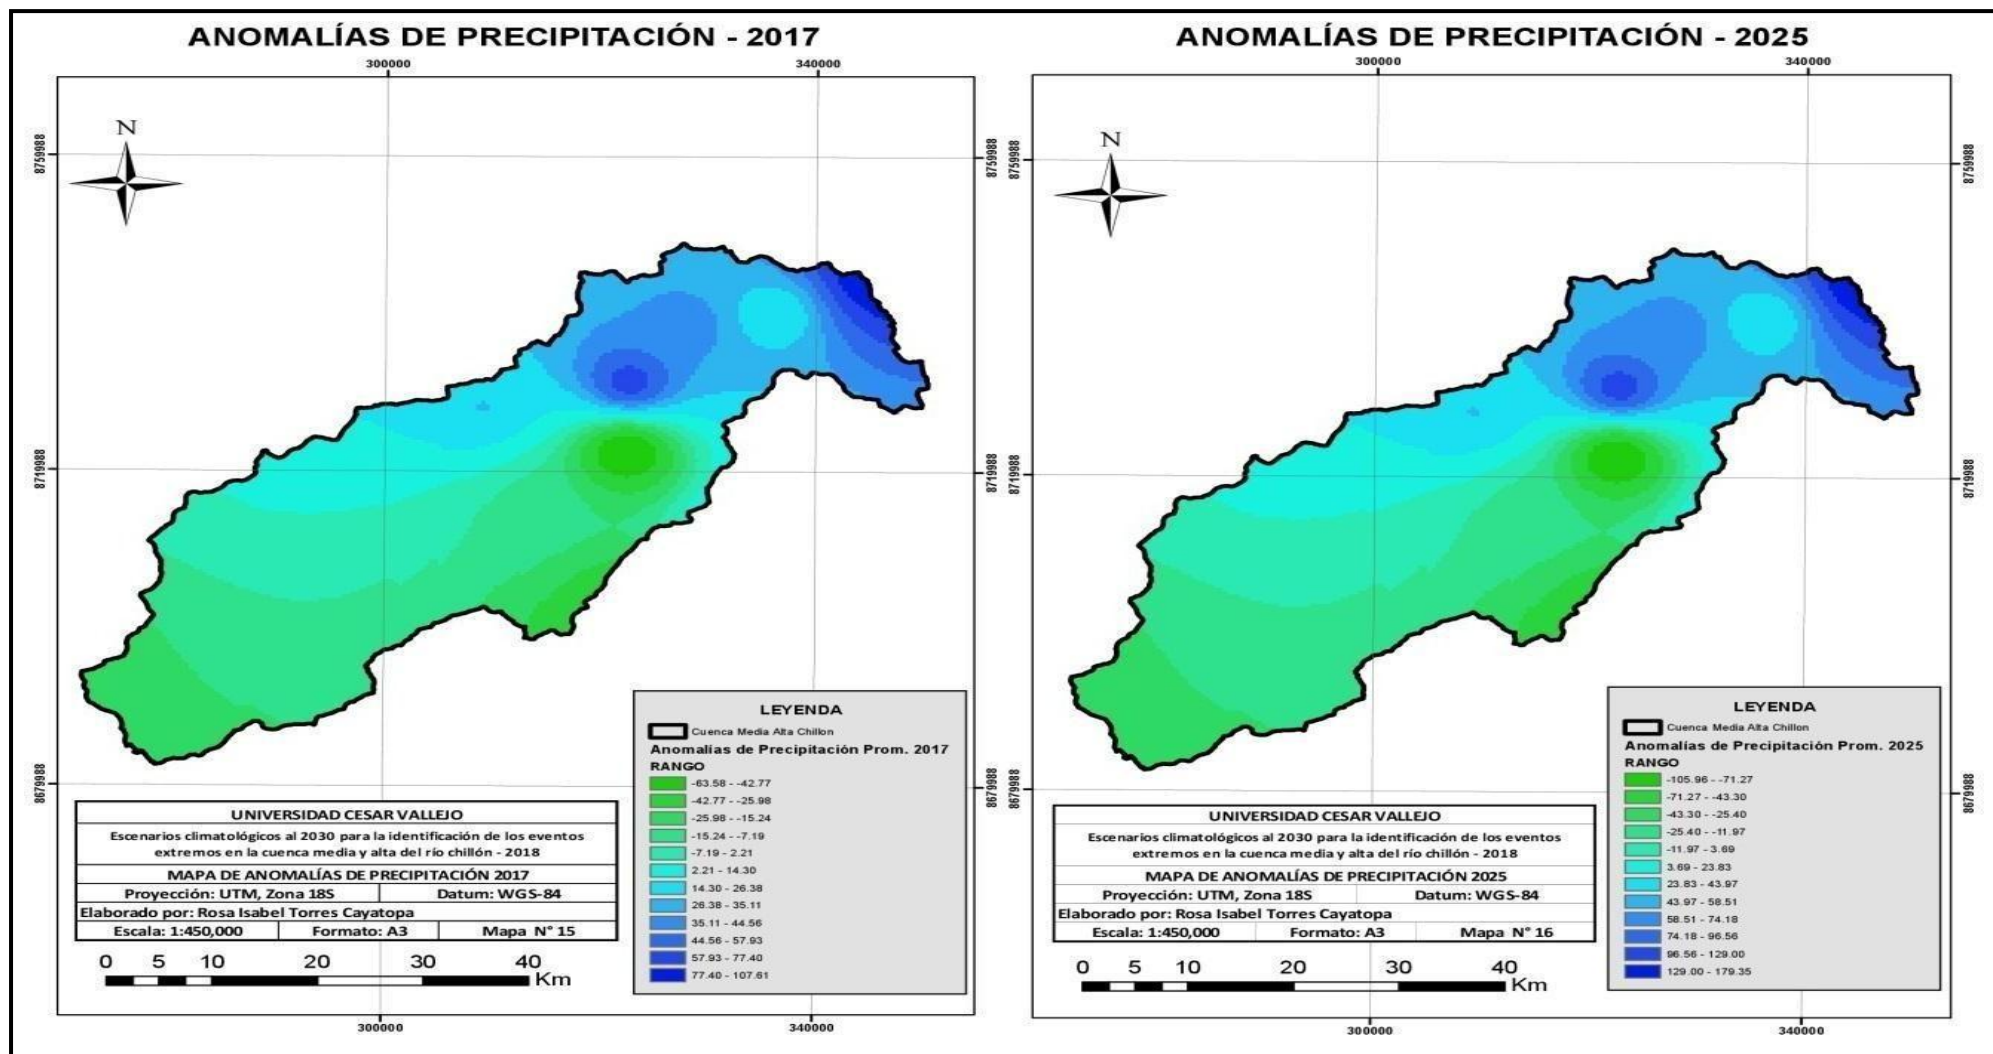 ANOMALÍAS DE PRECIPITACIÓN - 2017
300000
340000
N
8759988
8759988
8719988
8719988
8679988
8679988
LEYENDA
Cuenca Media Alta Chillon
Anomalías de Precipitación Prom. 2017
RANGO
-63.58 - -42.77
-42.77 - -25.98
-25.98 - -15.24
-15.24 - -7.19
-7.19 - 2.21
2.21 - 14.30
14.30 - 26.38
26.38 - 35.11
35.11 - 44.56
44.56 - 57.93
57.93 - 77.40
77.40 - 107.61
UNIVERSIDAD CESAR VALLEJO
Escenarios climatológicos al 2030 para la identificación de los eventos
extremos en la cuenca media y alta del río chillón - 2018
MAPA DE ANOMALÍAS DE PRECIPITACIÓN 2017
Proyección: UTM, Zona 18S Datum: WGS-84
Elaborado por: Rosa Isabel Torres Cayatopa
Escala: 1:450,000 Formato: A3 Mapa N° 15
0 5 10 20 30 40
Km
300000
340000
ANOMALÍAS DE PRECIPITACIÓN - 2025
300000
340000
N
8759988
8759988
8719988
8719988
8679988
8679988
LEYENDA
Cuenca Media Alta Chillon
Anomalías de Precipitación Prom. 2025
RANGO
-105.96 - -71.27
-71.27 - -43.30
-43.30 - -25.40
-25.40 - -11.97
-11.97 - 3.69
3.69 - 23.83
23.83 - 43.97
43.97 - 58.51
58.51 - 74.18
74.18 - 96.56
96.56 - 129.00
129.00 - 179.35
UNIVERSIDAD CESAR VALLEJO
Escenarios climatológicos al 2030 para la identificación de los eventos
extremos en la cuenca media y alta del río chillón - 2018
MAPA DE ANOMALÍAS DE PRECIPITACIÓN 2025
Proyección: UTM, Zona 18S Datum: WGS-84
Elaborado por: Rosa Isabel Torres Cayatopa
Escala: 1:450,000 Formato: A3 Mapa N° 16
0 5 10 20 30 40
Km
300000
340000